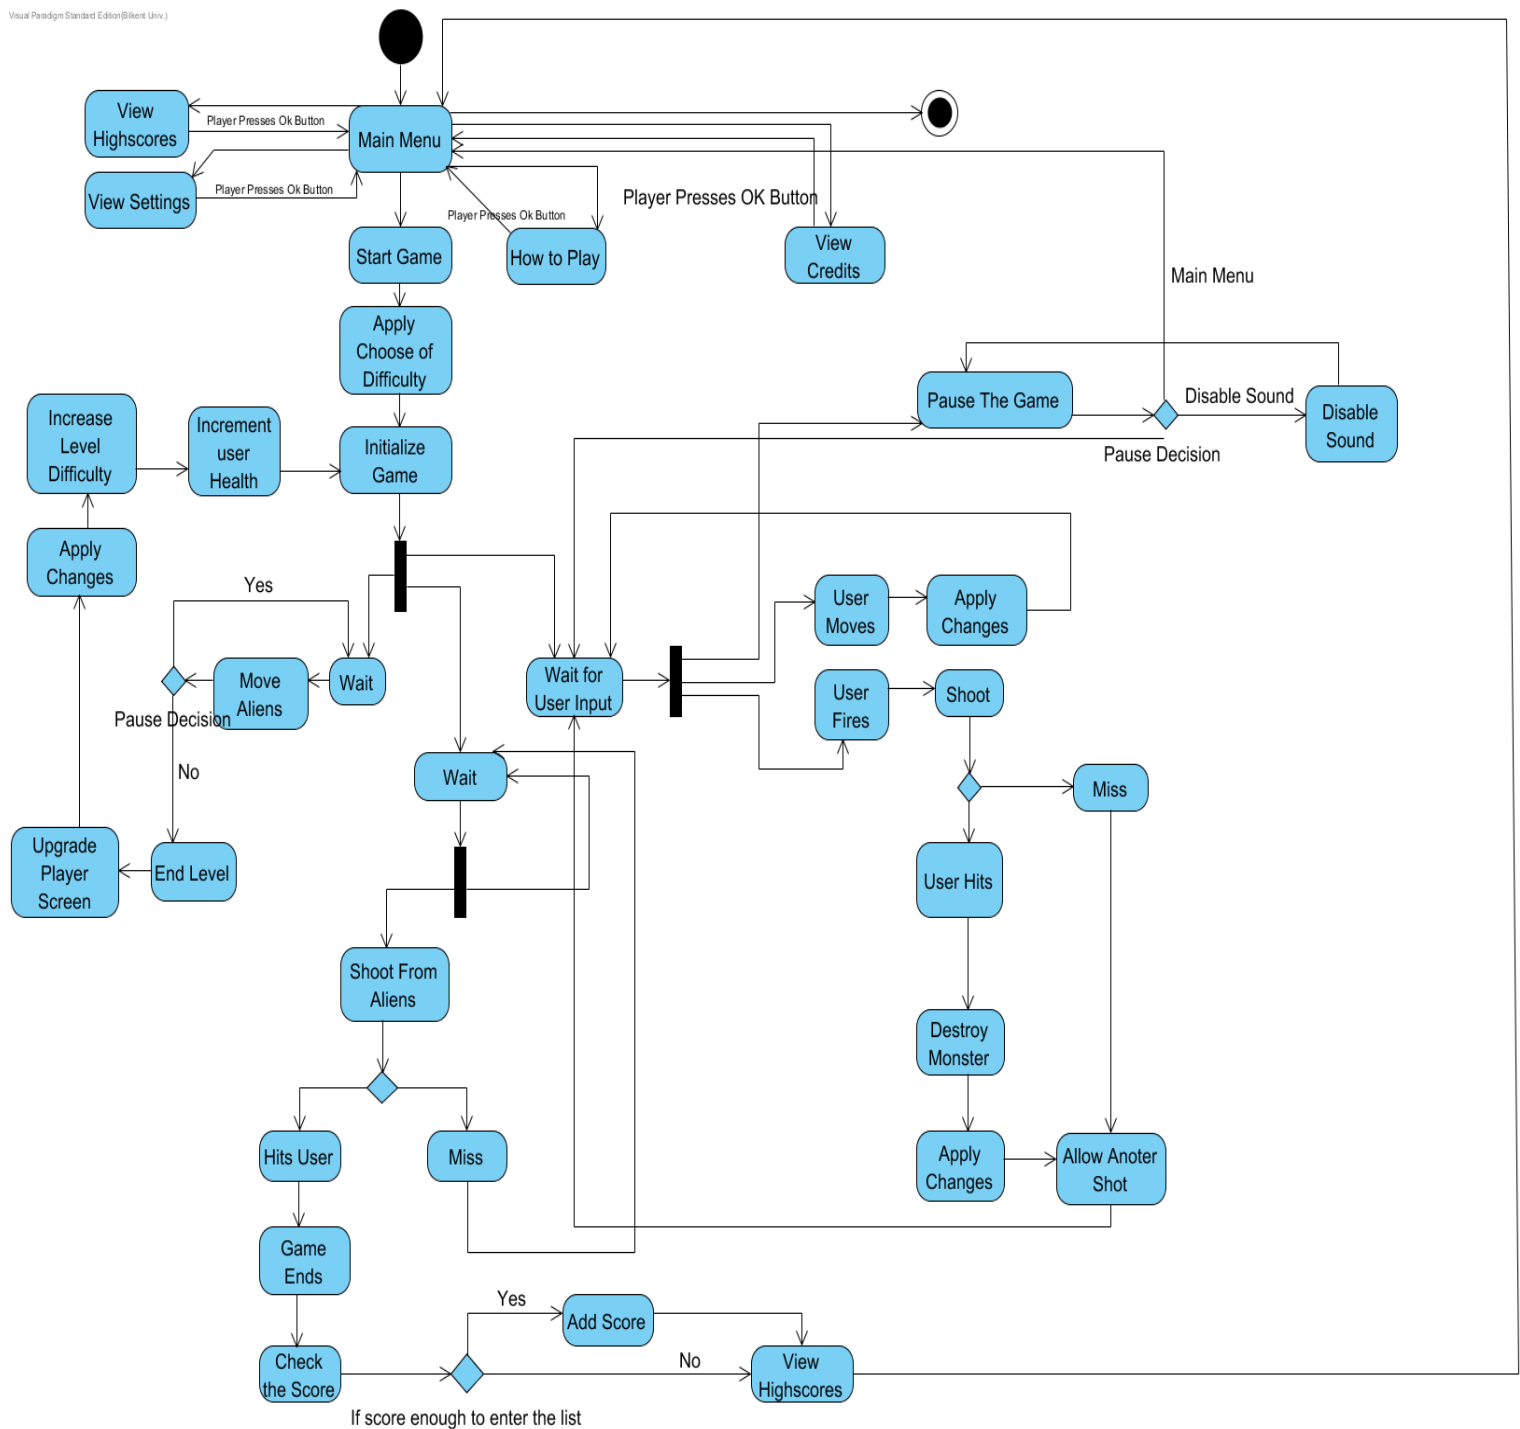 Visual Paradigm Standard Edition(Bilkent Univ.)
View
Highscores
Player Presses Ok Button
Main Menu
View Settings
Player Presses Ok Button
Player Presses Ok Button
Player Presses OK Button
Start Game
How to Play
View
Credits
Main Menu
Apply
Choose of
Difficulty
Pause The Game
Disable Sound
Disable
Sound
Pause Decision
Increase
Level
Difficulty
Increment
user
Health
Initialize
Game
Apply
Changes
Yes
User
Moves
Apply
Changes
Move
Aliens
Wait
Wait for
User Input
User
Fires
Shoot
Pause Decision
No
Wait
Miss
Upgrade
Player
Screen
End Level
User Hits
Shoot From
Aliens
Destroy
Monster
Hits User
Miss
Apply
Changes
Allow Anoter
Shot
Game
Ends
Yes
Add Score
Check
the Score
No
View
Highscores
If score enough to enter the list